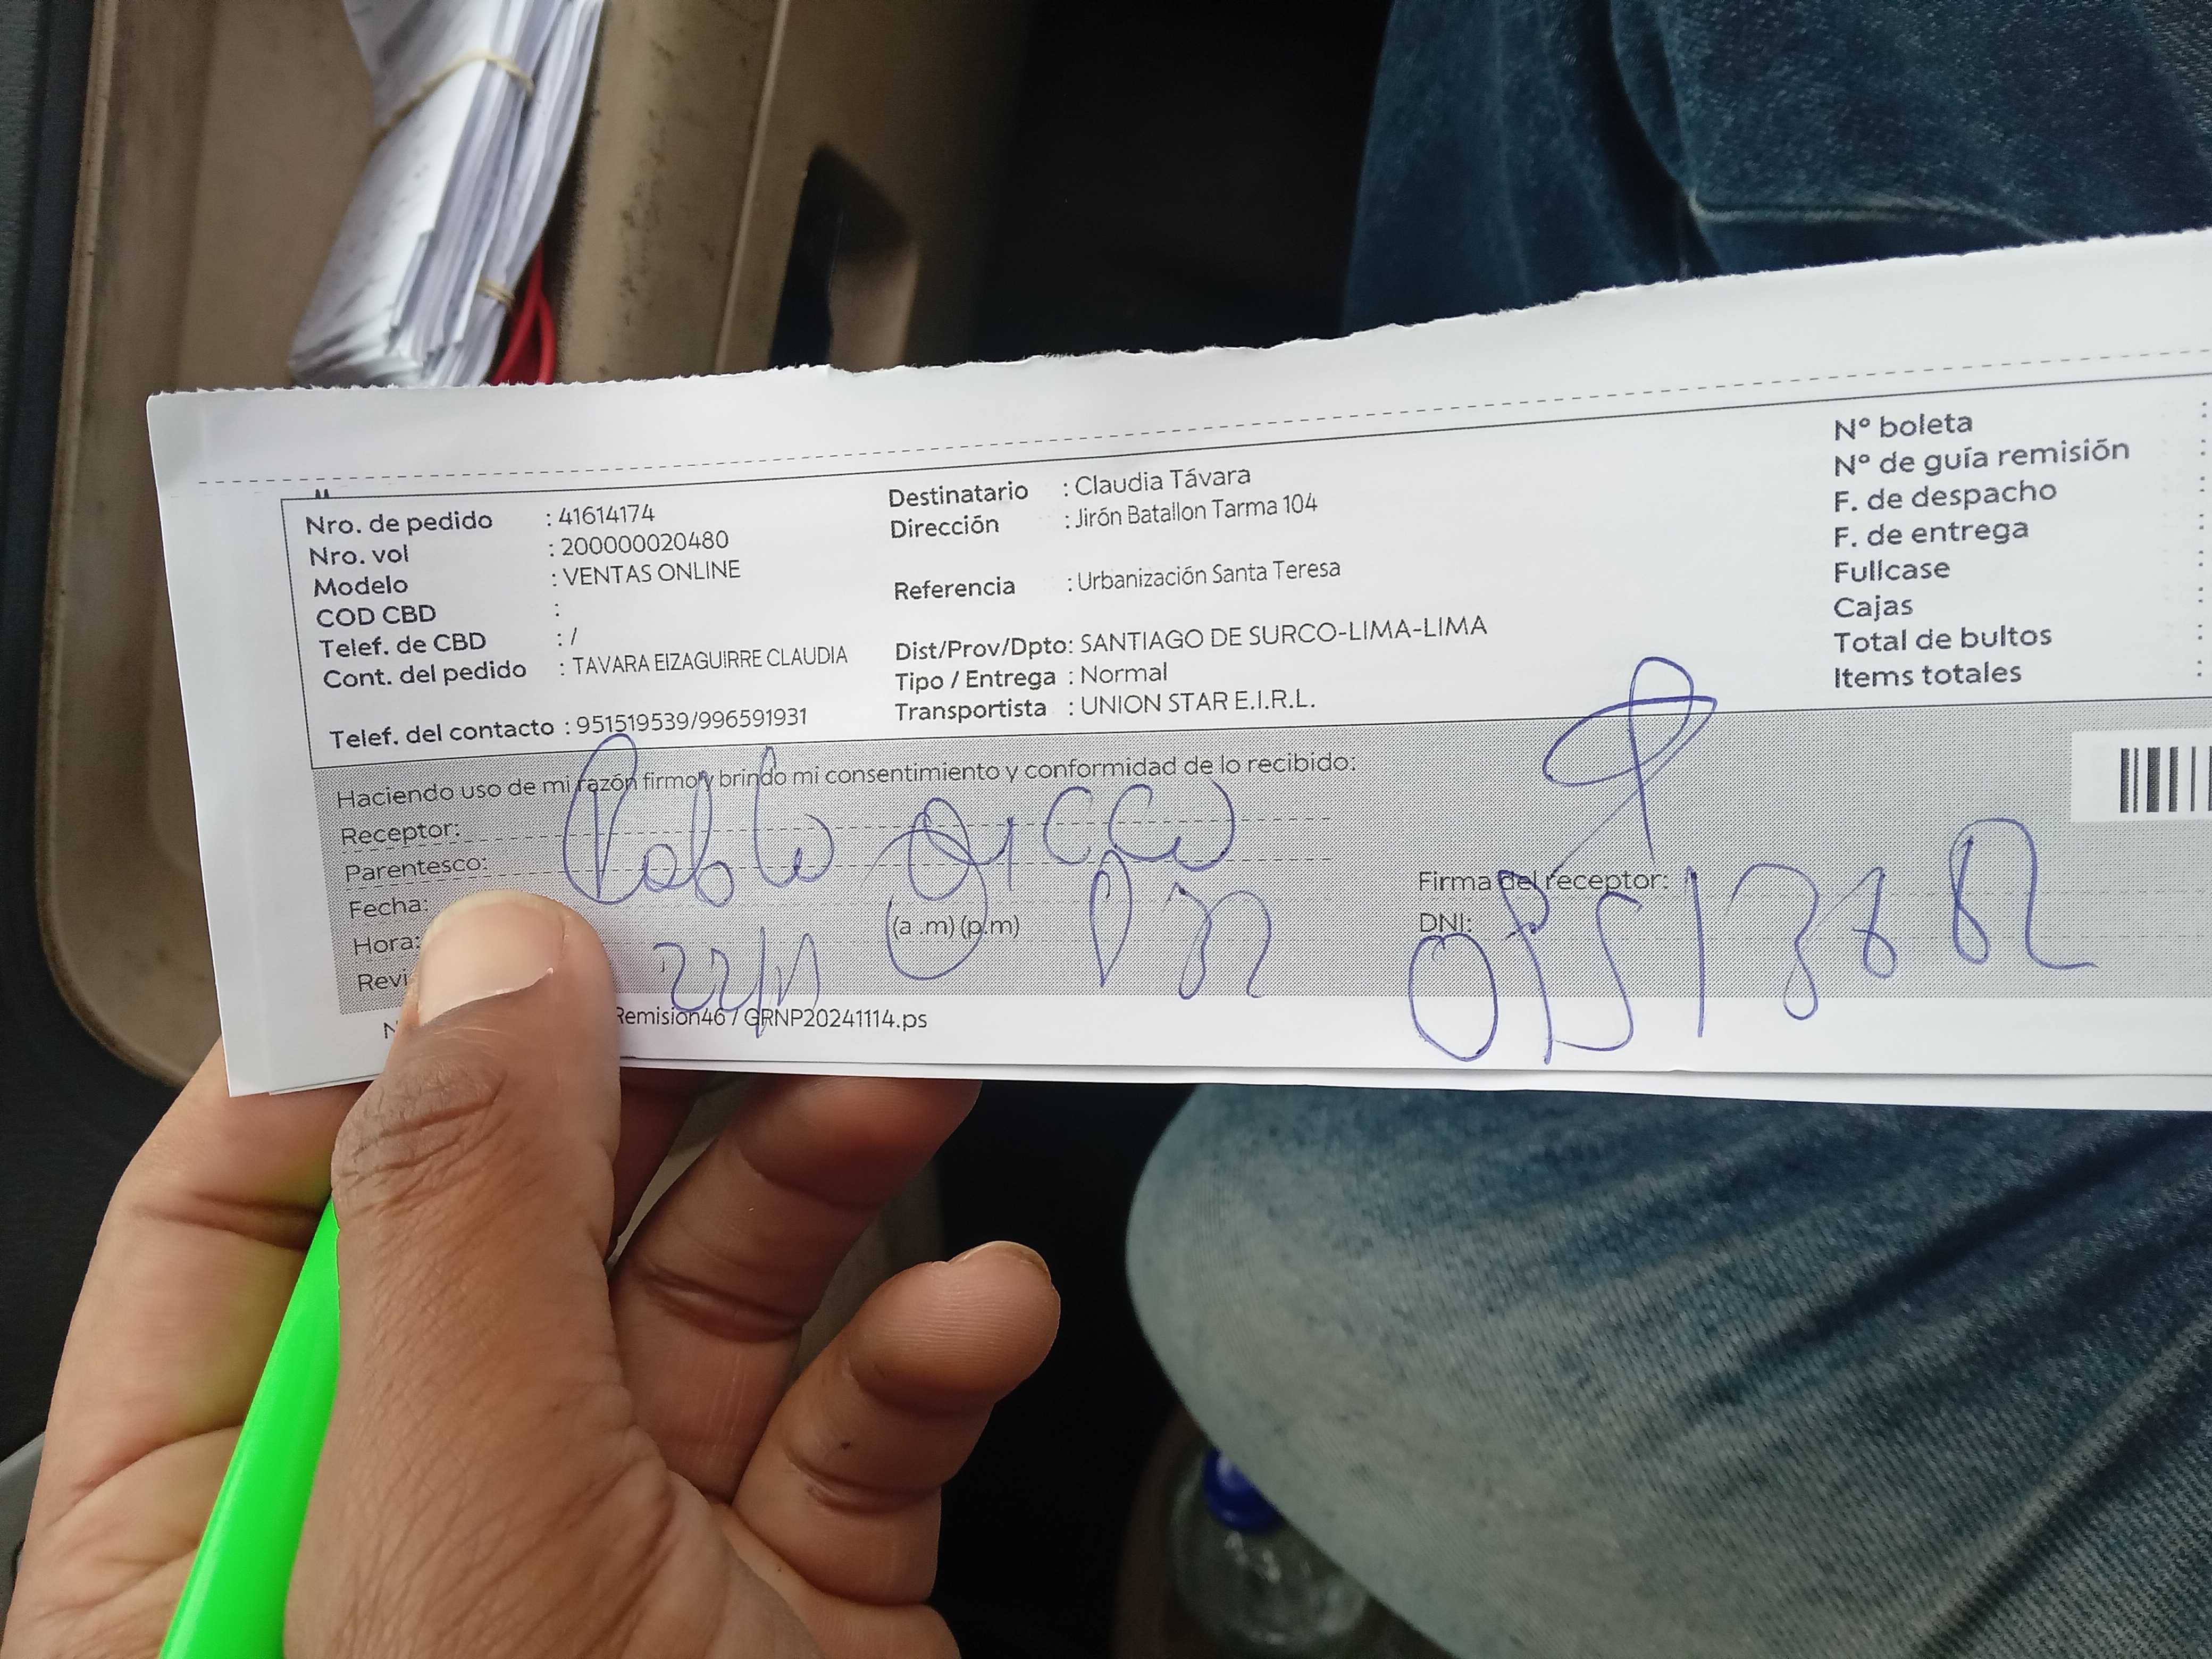 Nro. de pedido : 41614174
Nro. vol : 200000020480
Modelo : VENTAS ONLINE
COD CBD :
Telef. de CBD : /
Cont. del pedido : TAVARA EIZAGUIRRE CLAUDIA
Telef. del contacto : 951519539/996591931
Destinatario : Claudia Távara
Dirección : Jirón Batallon Tarma 104
Referencia : Urbanización Santa Teresa
Dist/Prov/Dpto: SANTIAGO DE SURCO-LIMA-LIMA
Tipo / Entrega : Normal
Transportista : UNION STAR E.I.R.L.
N° boleta :
N° de guía remisión :
F. de despacho :
F. de entrega :
Fullcase :
Cajas :
Total de bultos :
Items totales :
Haciendo uso de mi razón firmo y brindo mi consentimiento y conformidad de lo recibido:
Receptor: Pablo
Parentesco:
Fecha:
Hora: (a .m) (p.m)
22/11
Firma del receptor:
DNI:
Remision46 / GRNP20241114.ps